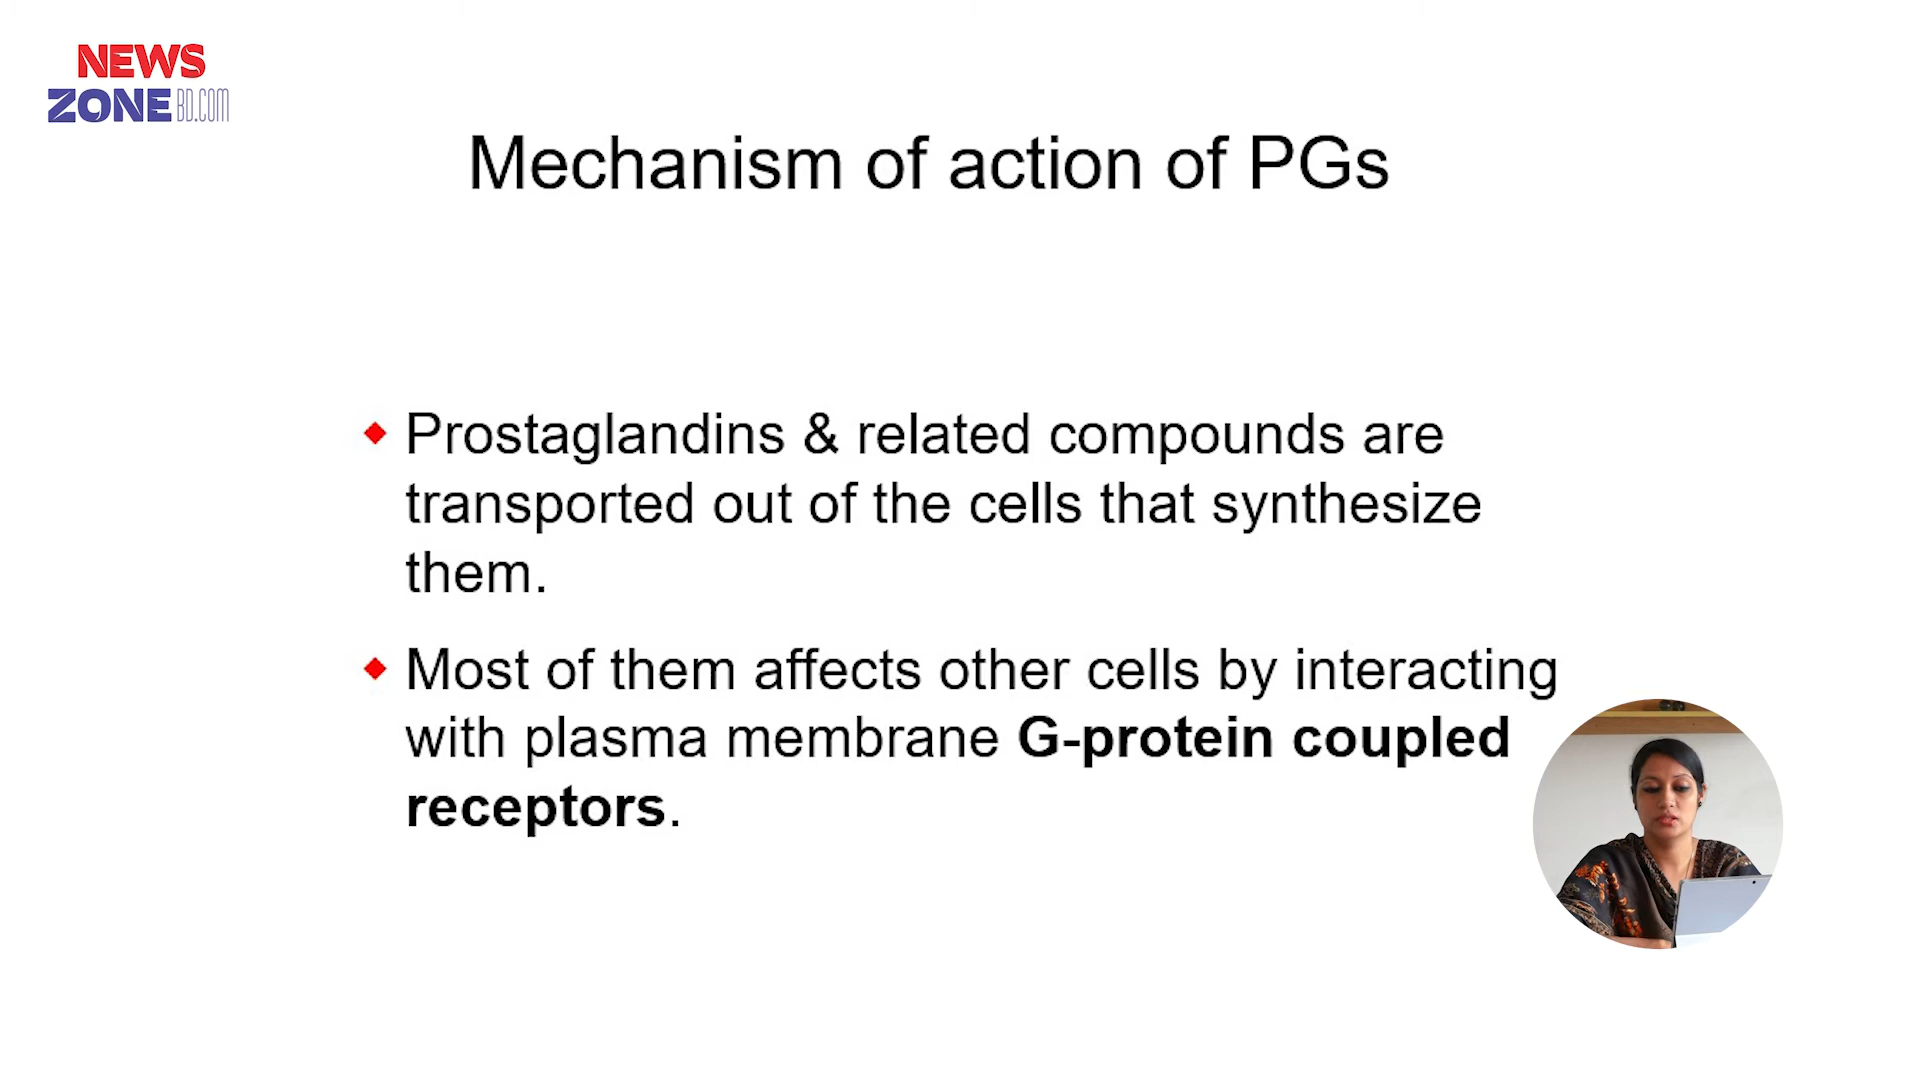 NEWS
ZONE BD.COM
Mechanism of action of PGs
Prostaglandins & related compounds are
transported out of the cells that synthesize
them.
Most of them affects other cells by interacting
with plasma membrane G-protein coupled
receptors.